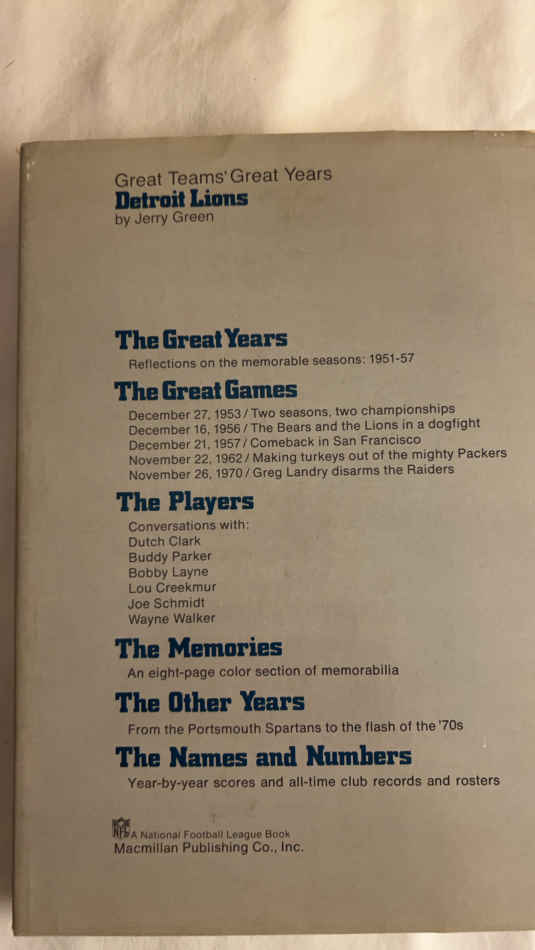 Great Teams' Great Years
Detroit Lions
by Jerry Green
The Great Years
Reflections on the memorable seasons: 1951-57
The Great Games
December 27, 1953 / Two seasons, two championships
December 16, 1956 / The Bears and the Lions in a dogfight
December 21, 1957 / Comeback in San Francisco
November 22, 1962 / Making turkeys out of the mighty Packers
November 26, 1970 / Greg Landry disarms the Raiders
The Players
Conversations with:
Dutch Clark
Buddy Parker
Bobby Layne
Lou Creekmur
Joe Schmidt
Wayne Walker
The Memories
An eight-page color section of memorabilia
The Other Years
From the Portsmouth Spartans to the flash of the '70s
The Names and Numbers
Year-by-year scores and all-time club records and rosters
NFL A National Football League Book
Macmillan Publishing Co., Inc.